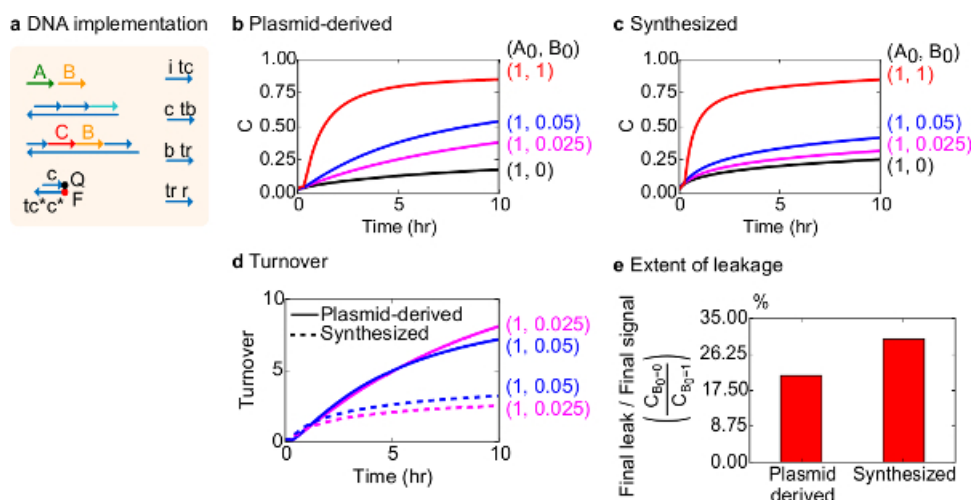 a DNA implementation
A B
C B
c Q
F
tc*c*
i tc
c tb
b tr
tr r
b Plasmid-derived
(A0, B0)
1.00
0.75
0.50
0.25
0.00
C
(1, 1)
(1, 0.05)
(1, 0.025)
(1, 0)
0 5 10
Time (hr)
c Synthesized
(A0, B0)
1.00
0.75
0.50
0.25
0.00
C
(1, 1)
(1, 0.05)
(1, 0.025)
(1, 0)
0 5 10
Time (hr)
d Turnover
10
5
0
Turnover
Plasmid-derived
Synthesized
(1, 0.025)
(1, 0.05)
(1, 0.05)
(1, 0.025)
0 5 10
Time (hr)
e Extent of leakage
%
Final leak / Final signal
(CB0=0 / CB0=1)
35.00
26.25
17.50
8.75
0.00
Plasmid Synthesized
derived